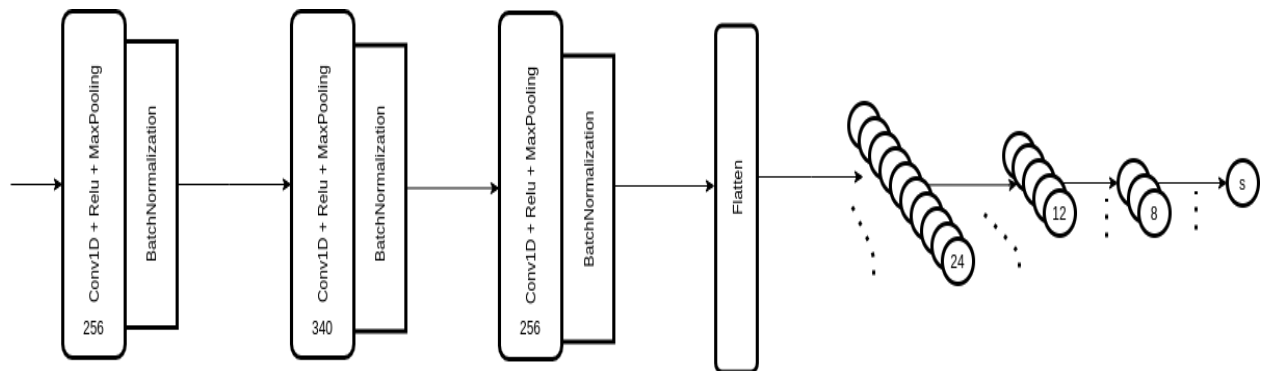 Conv1D + Relu + MaxPooling
256
BatchNormalization
Conv1D + Relu + MaxPooling
340
BatchNormalization
Conv1D + Relu + MaxPooling
256
BatchNormalization
Flatten
24
12
8
s